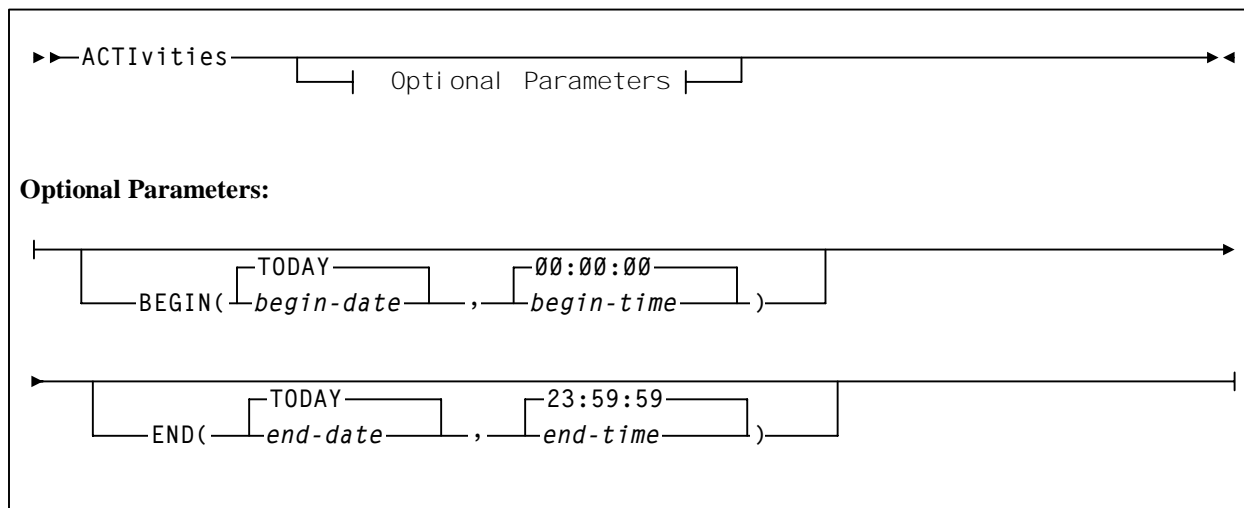 ACTIvities
Optional Parameters
Optional Parameters:
TODAY 00:00:00
BEGIN( begin-date , begin-time )
TODAY 23:59:59
END( end-date , end-time )